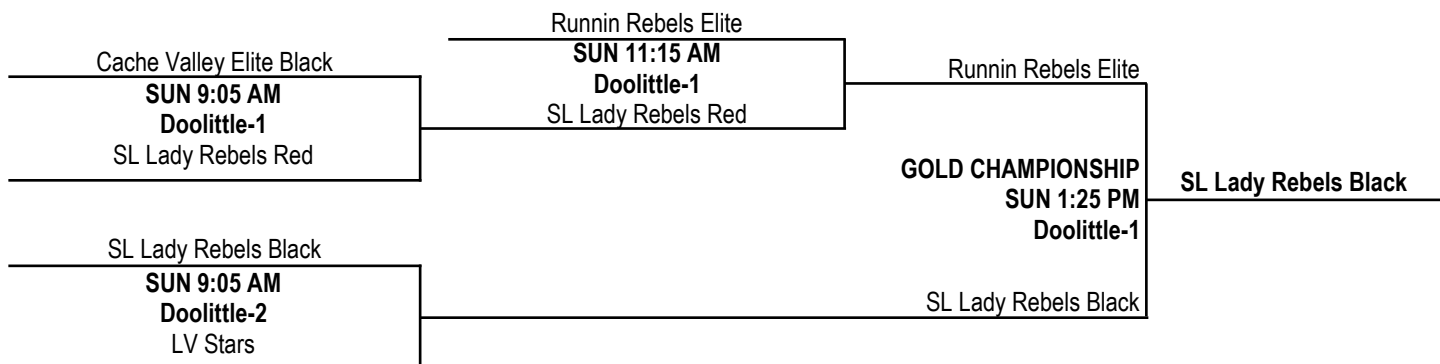 Runnin Rebels Elite
Cache Valley Elite Black
SUN 11:15 AM
Doolittle-1
Runnin Rebels Elite
SUN 9:05 AM
Doolittle-1
SL Lady Rebels Red
SL Lady Rebels Red
GOLD CHAMPIONSHIP
SUN 1:25 PM
Doolittle-1
SL Lady Rebels Black
SL Lady Rebels Black
SUN 9:05 AM
Doolittle-2
LV Stars
SL Lady Rebels Black